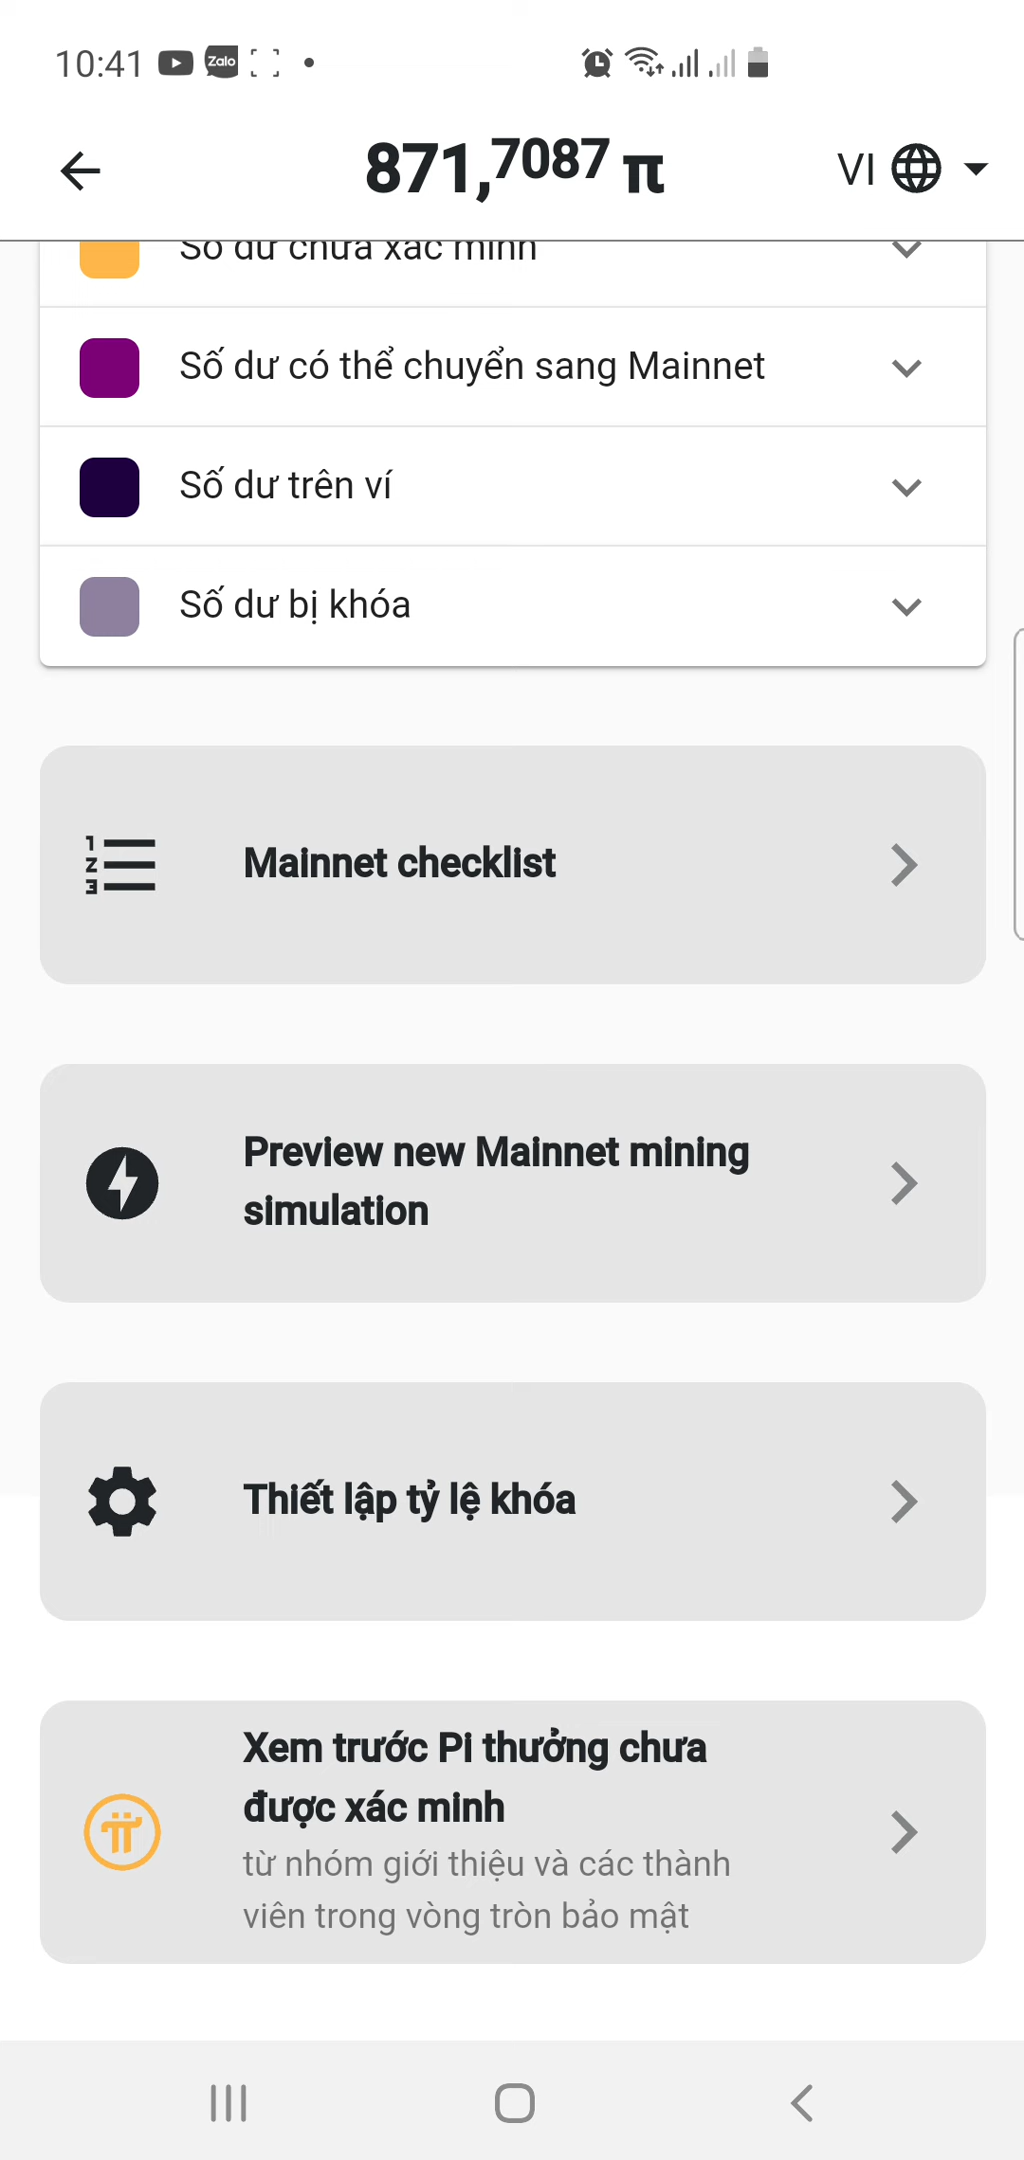 10:41 Zalo
871,7087 π VI
Số dư chưa xác minh
Số dư có thể chuyển sang Mainnet
Số dư trên ví
Số dư bị khóa
Mainnet checklist
Preview new Mainnet mining
simulation
Thiết lập tỷ lệ khóa
Xem trước Pi thưởng chưa
được xác minh
từ nhóm giới thiệu và các thành
viên trong vòng tròn bảo mật